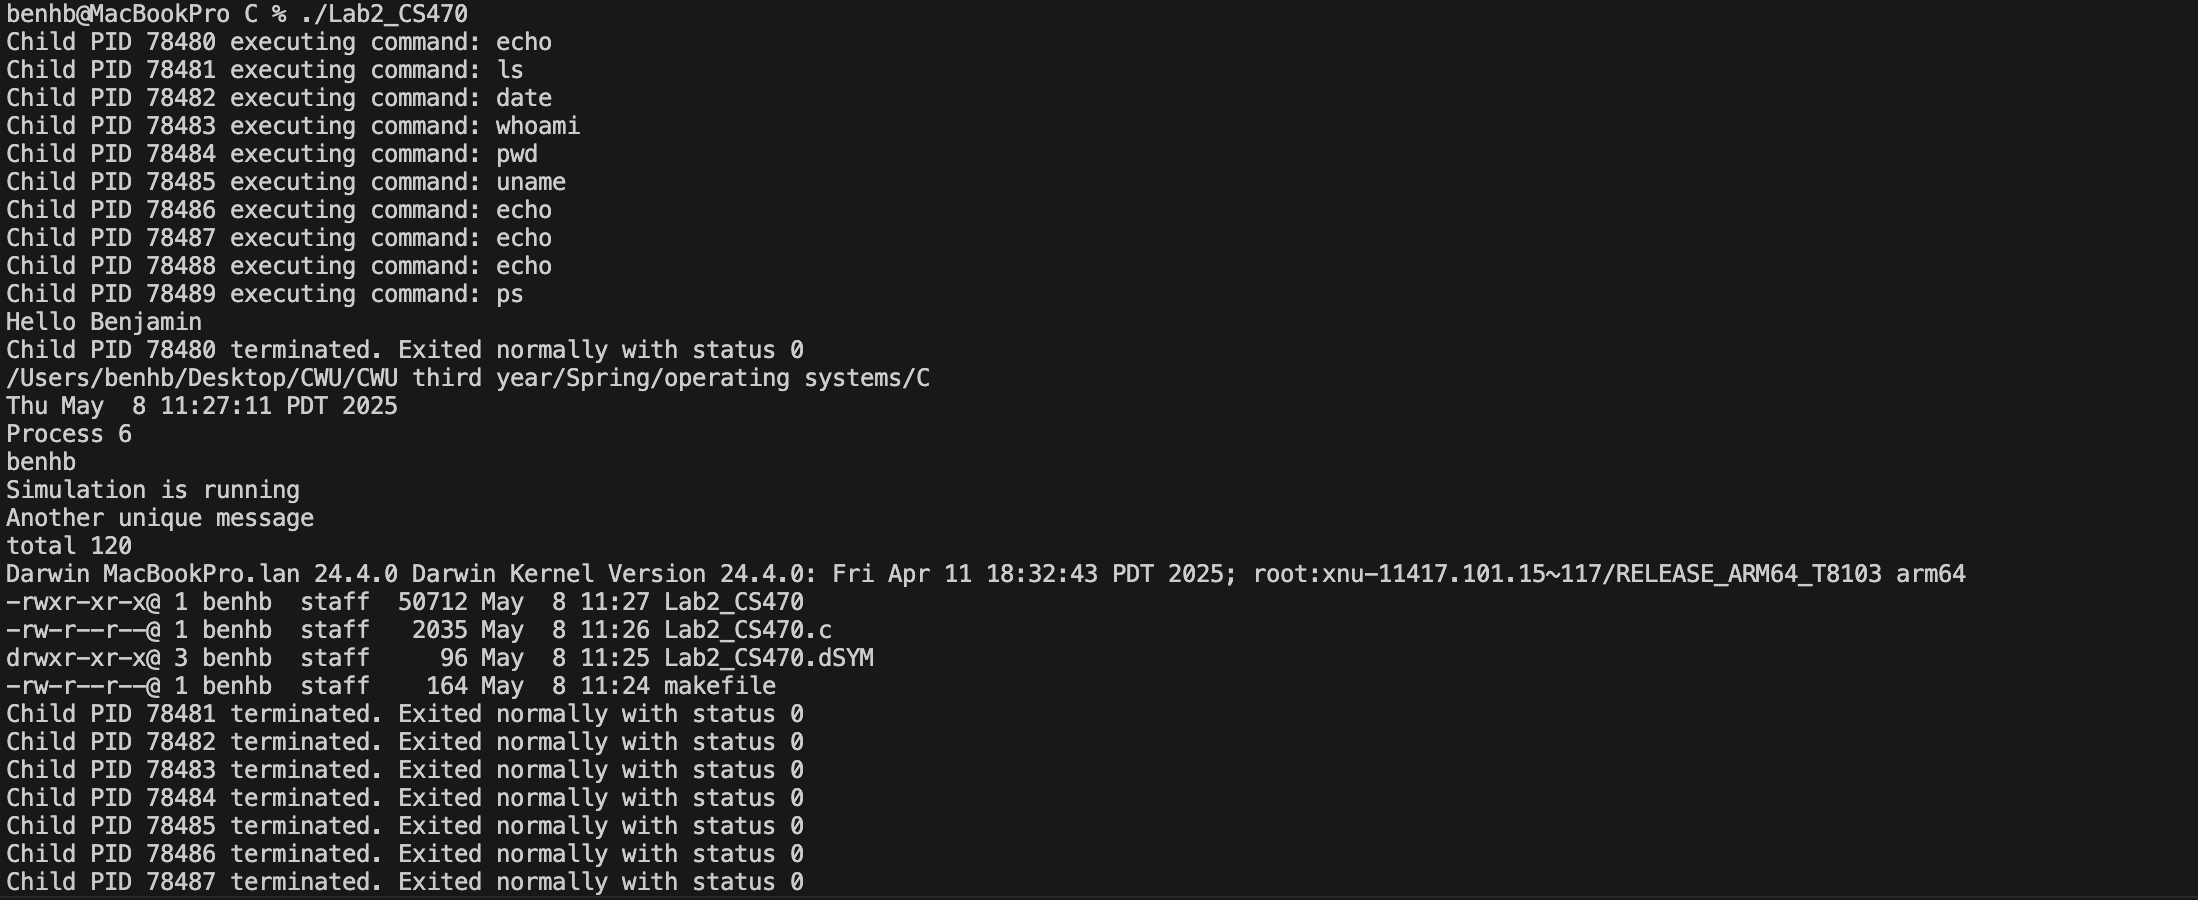 benhb@MacBookPro C % ./Lab2_CS470
Child PID 78480 executing command: echo
Child PID 78481 executing command: ls
Child PID 78482 executing command: date
Child PID 78483 executing command: whoami
Child PID 78484 executing command: pwd
Child PID 78485 executing command: uname
Child PID 78486 executing command: echo
Child PID 78487 executing command: echo
Child PID 78488 executing command: echo
Child PID 78489 executing command: ps
Hello Benjamin
Child PID 78480 terminated. Exited normally with status 0
/Users/benhb/Desktop/CWU/CWU third year/Spring/operating systems/C
Thu May  8 11:27:11 PDT 2025
Process 6
benhb
Simulation is running
Another unique message
total 120
Darwin MacBookPro.lan 24.4.0 Darwin Kernel Version 24.4.0: Fri Apr 11 18:32:43 PDT 2025; root:xnu-11417.101.15~117/RELEASE_ARM64_T8103 arm64
-rwxr-xr-x@ 1 benhb  staff  50712 May  8 11:27 Lab2_CS470
-rw-r--r--@ 1 benhb  staff   2035 May  8 11:26 Lab2_CS470.c
drwxr-xr-x@ 3 benhb  staff     96 May  8 11:25 Lab2_CS470.dSYM
-rw-r--r--@ 1 benhb  staff    164 May  8 11:24 makefile
Child PID 78481 terminated. Exited normally with status 0
Child PID 78482 terminated. Exited normally with status 0
Child PID 78483 terminated. Exited normally with status 0
Child PID 78484 terminated. Exited normally with status 0
Child PID 78485 terminated. Exited normally with status 0
Child PID 78486 terminated. Exited normally with status 0
Child PID 78487 terminated. Exited normally with status 0